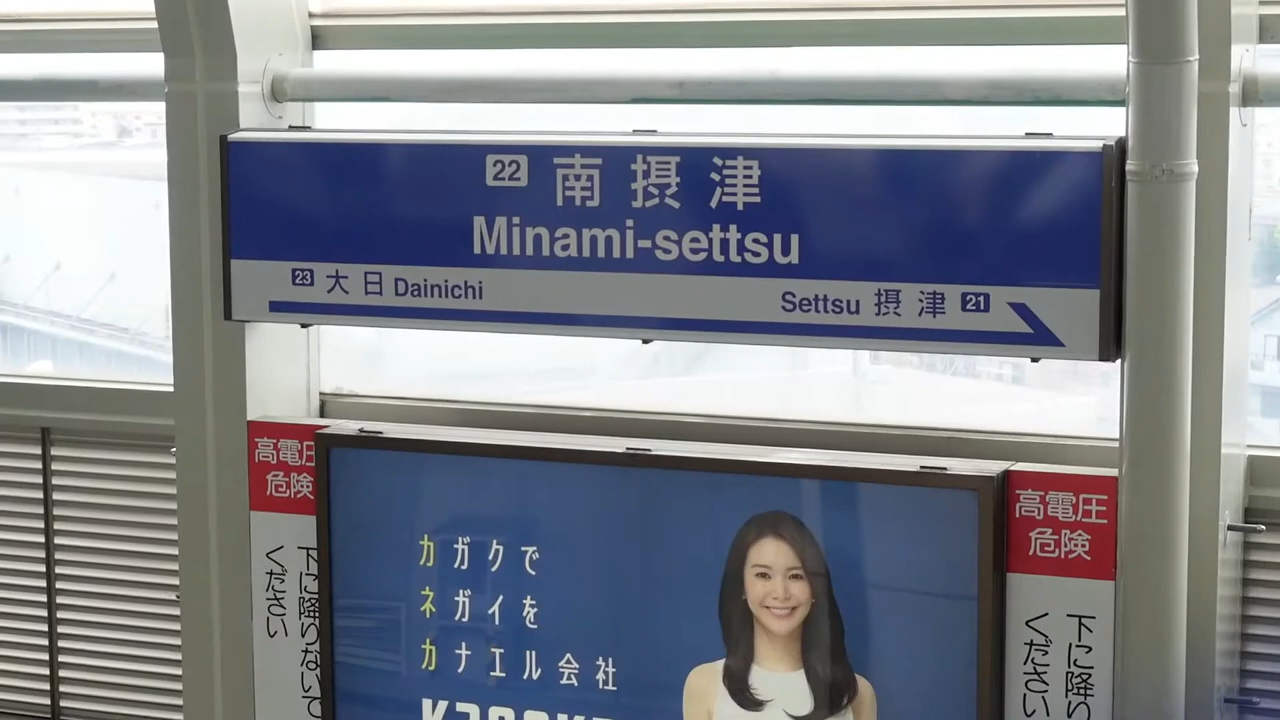 22 南摂津
Minami-settsu
23 大日 Dainichi
Settsu 摂津 21
高電圧
危険
下に降りないで
ください
カガクで
ネガイを
カナエル会社
高電圧
危険
下に降り
ください